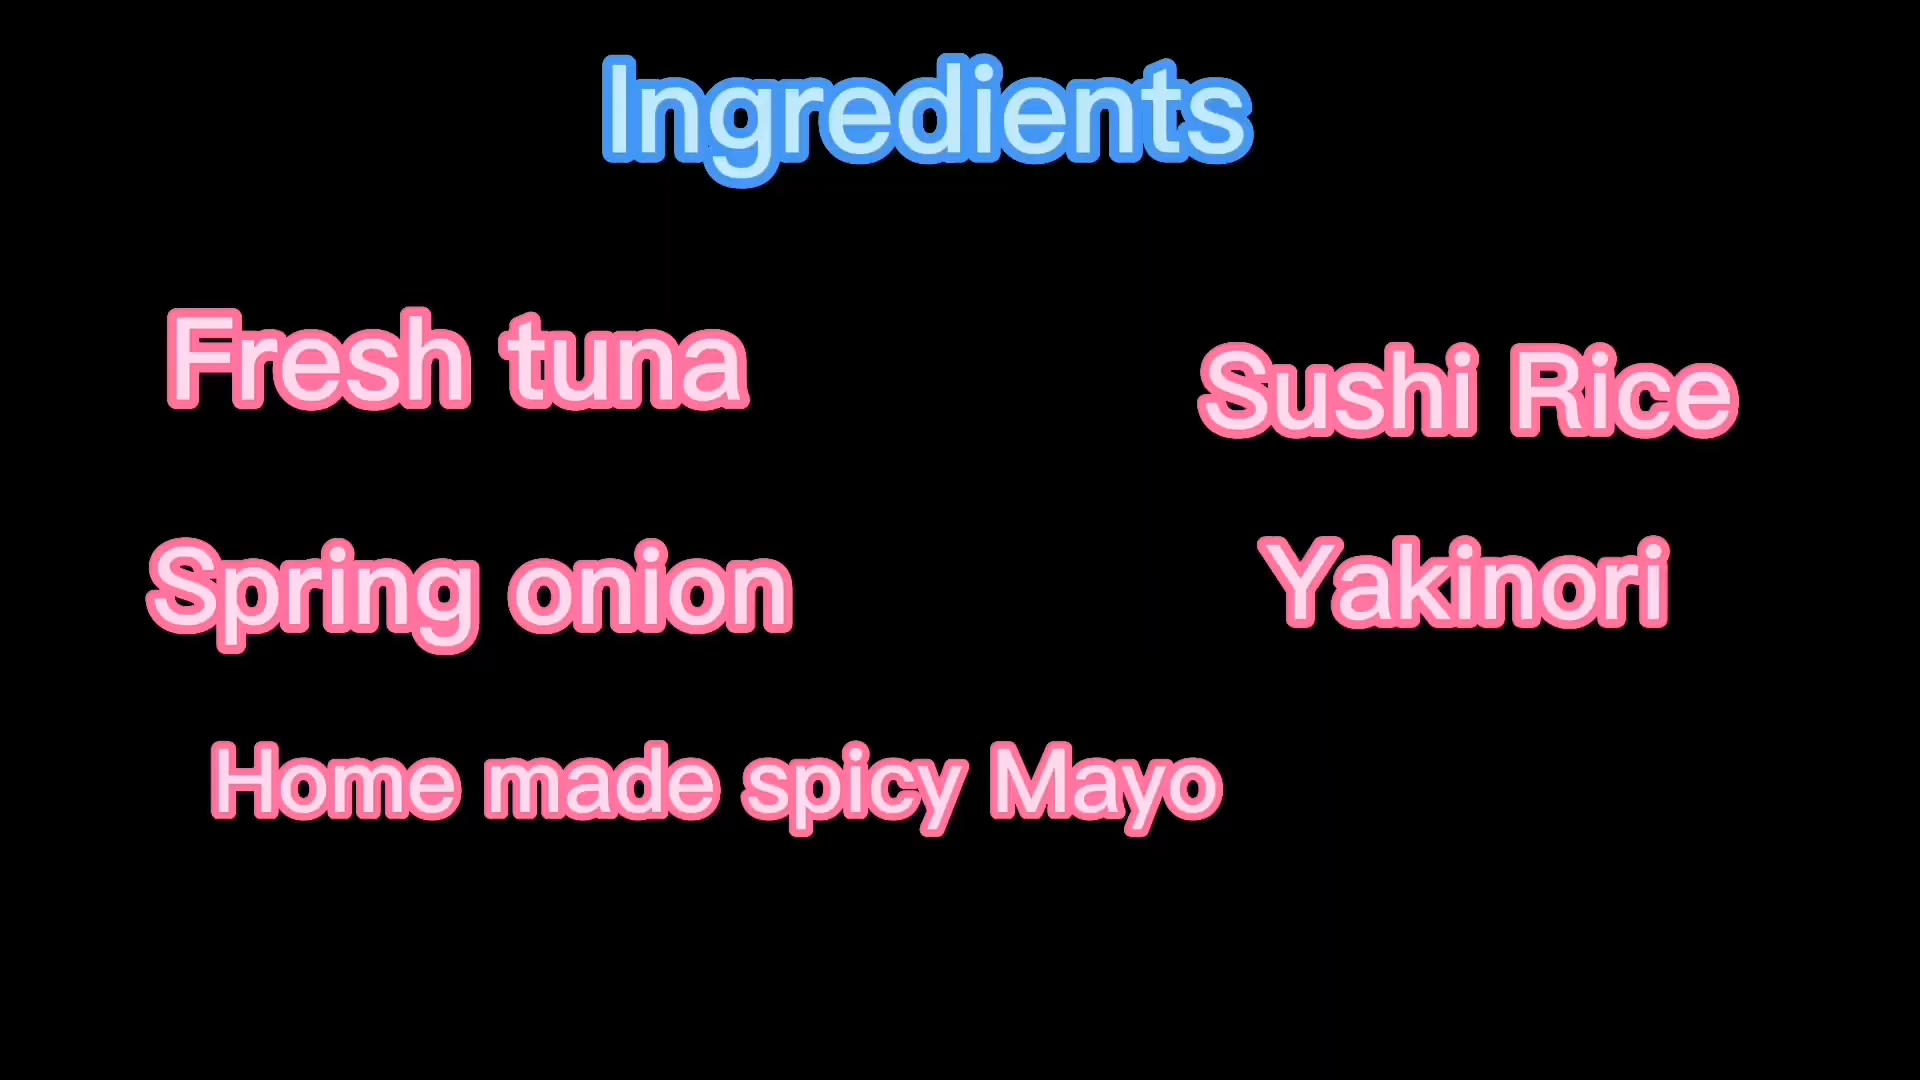 Ingredients
Fresh tuna
Sushi Rice
Spring onion
Yakinori
Home made spicy Mayo